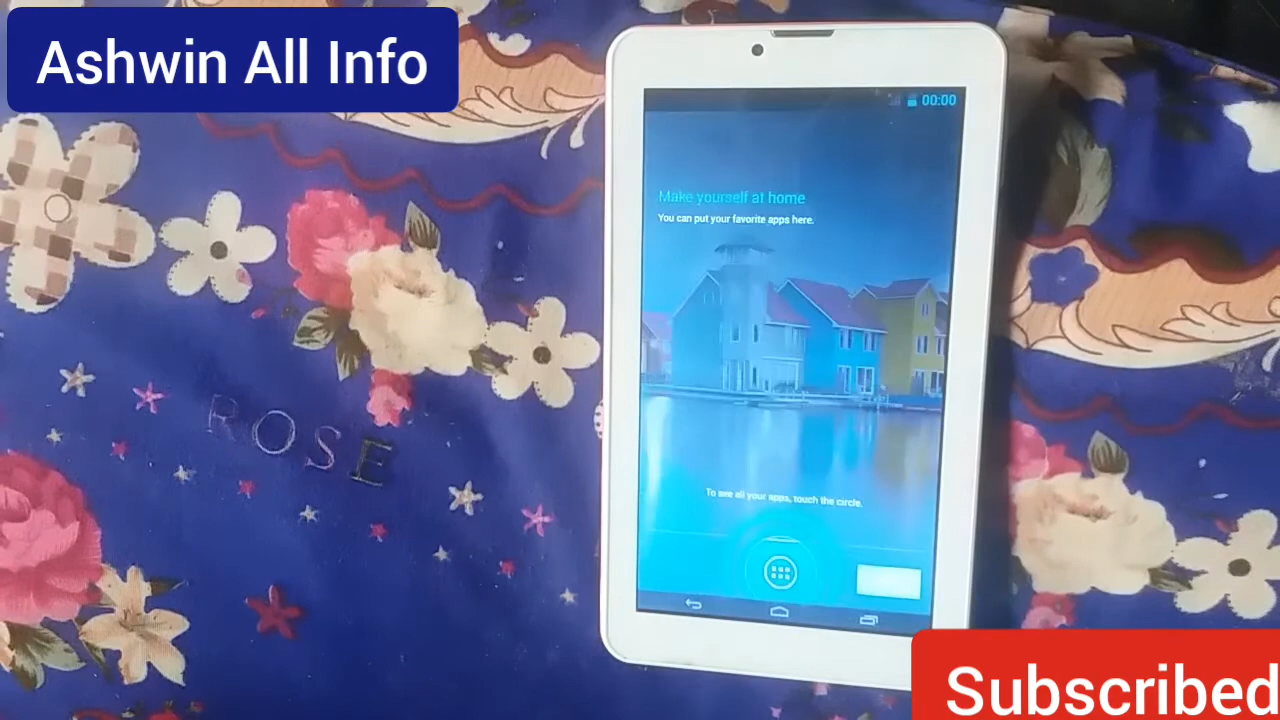 Ashwin All Info
00:00
Make yourself at home
You can put your favorite apps here.
ROSE
To see all your apps, touch the circle.
Subscribed